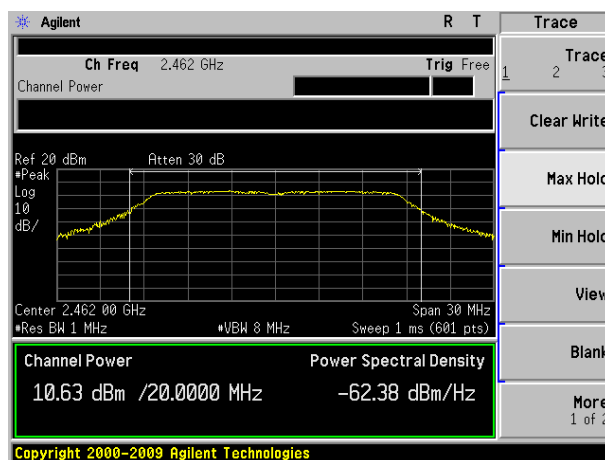 Agilent R T Trace
Ch Freq 2.462 GHz Trig Free
Channel Power
Trace
1 2 3
Clear Write
Max Hold
Min Hold
View
Blank
More
1 of 2
Ref 20 dBm Atten 30 dB
#Peak
Log
10
dB/
Center 2.462 00 GHz Span 30 MHz
#Res BW 1 MHz #VBW 8 MHz Sweep 1 ms (601 pts)
Channel Power Power Spectral Density
10.63 dBm /20.0000 MHz -62.38 dBm/Hz
Copyright 2000-2009 Agilent Technologies